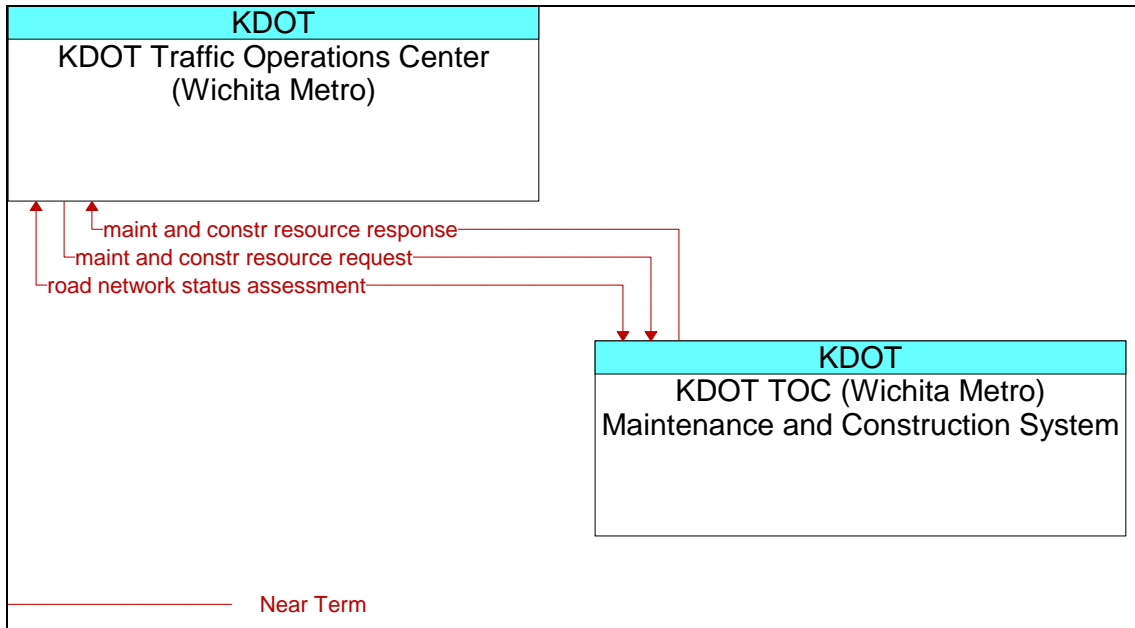 KDOT
KDOT Traffic Operations Center
(Wichita Metro)
maint and constr resource response
maint and constr resource request
road network status assessment
KDOT
KDOT TOC (Wichita Metro)
Maintenance and Construction System
Near Term